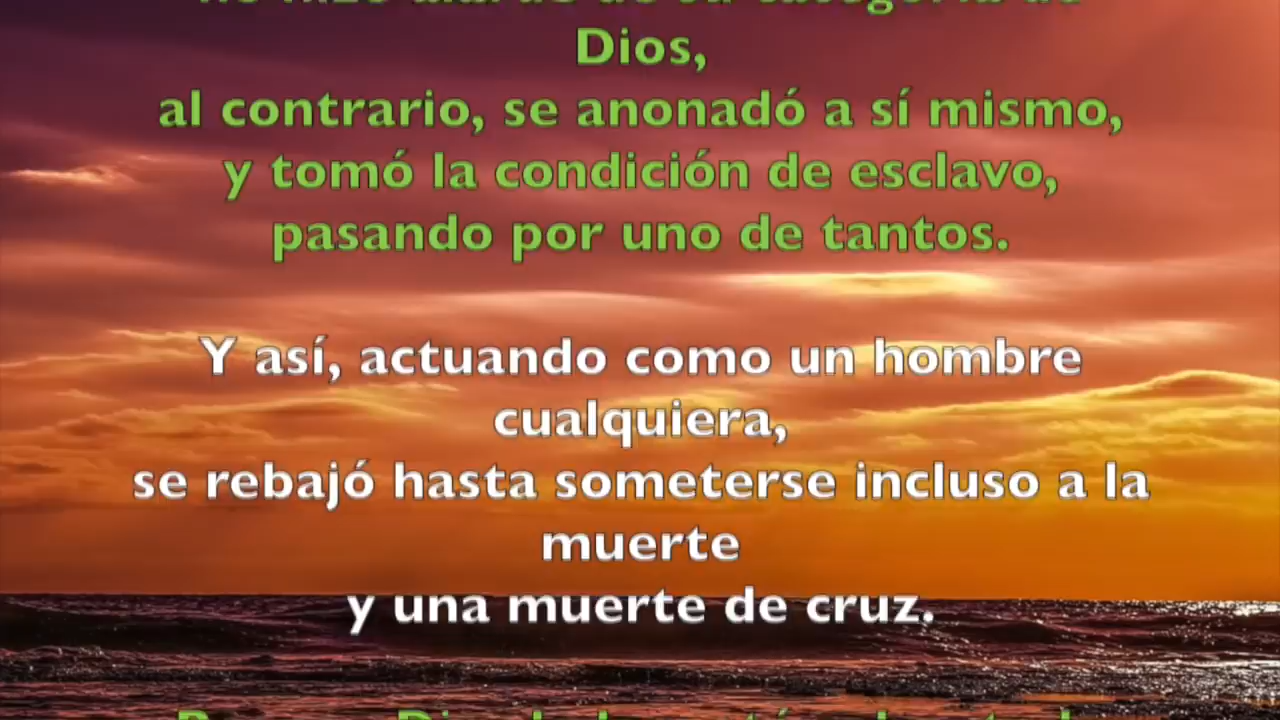 Dios,
al contrario, se anonadó a sí mismo,
y tomó la condición de esclavo,
pasando por uno de tantos.
Y así, actuando como un hombre
cualquiera,
se rebajó hasta someterse incluso a la
muerte
y una muerte de cruz.